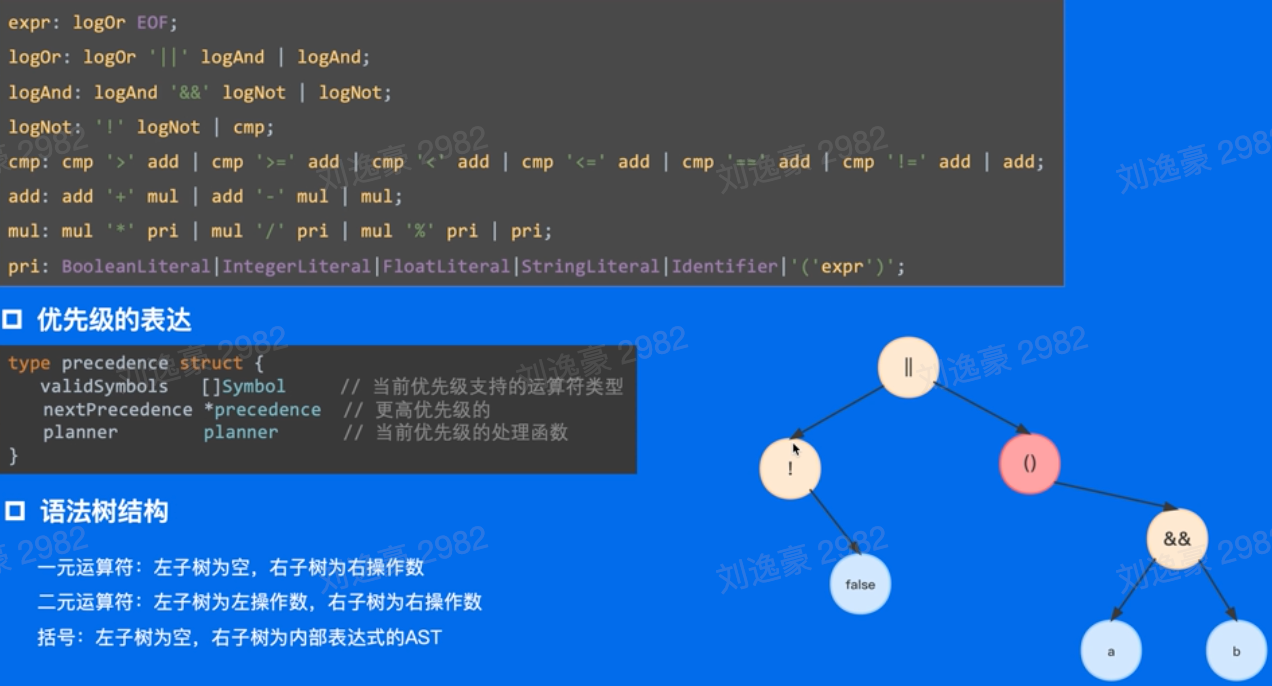 expr: logOr EOF;
logOr: logOr '||' logAnd | logAnd;
logAnd: logAnd '&&' logNot | logNot;
logNot: '!' logNot | cmp;
cmp: cmp '>' add | cmp '>=' add | cmp '<' add | cmp '<=' add | cmp '==' add | cmp '!=' add | add;
add: add '+' mul | add '-' mul | mul;
mul: mul '*' pri | mul '/' pri | mul '%' pri | pri;
pri: BooleanLiteral|IntegerLiteral|FloatLiteral|StringLiteral|Identifier|'('expr')';
优先级的表达
type precedence struct {
validSymbols []Symbol // 当前优先级支持的运算符类型
nextPrecedence *precedence // 更高优先级的
planner planner // 当前优先级的处理函数
}
语法树结构
一元运算符：左子树为空，右子树为右操作数
二元运算符：左子树为左操作数，右子树为右操作数
括号：左子树为空，右子树为内部表达式的AST
||
!
()
&&
false
a
b
刘逸豪 2982